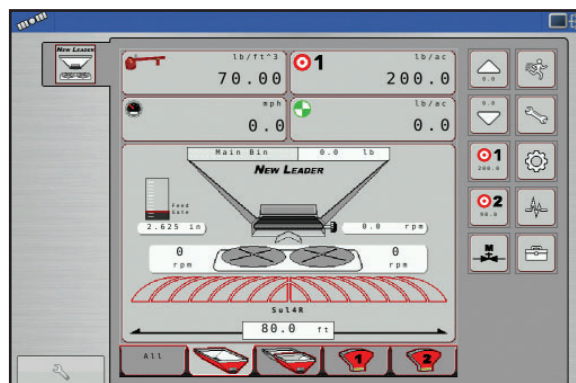 NEW LEADER
lb/ft^3
70.00
1
lb/ac
200.0
mph
0.0
lb/ac
0.0
Main Bin 0.0 lb
NEW LEADER
Feed
Gate
2.625 in
0.0 rpm
0
rpm
0
rpm
Sul4R
80.0 ft
All
1
2
0.0
0.0
1
200.0
2
90.0
M